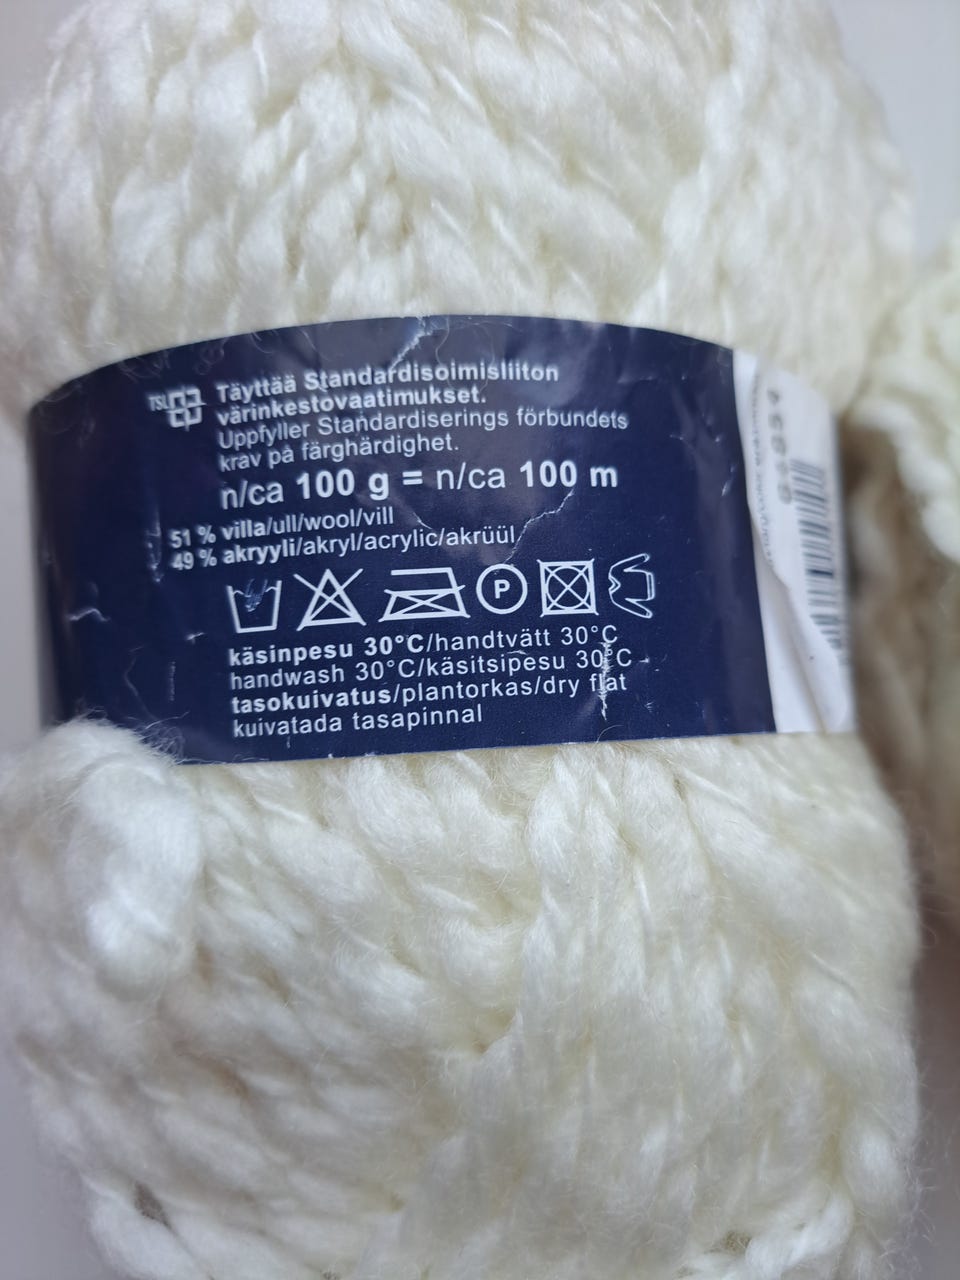 TSL
Täyttää Standardisoimisliiton
värinkestovaatimukset.
Uppfyller Standardiserings förbundets
krav på färghärdighet.
n/ca 100 g = n/ca 100 m
51 % villa/ull/wool/vill
49 % akryyli/akryl/acrylic/akrüül
P
käsinpesu 30°C/handtvätt 30°C
handwash 30°C/käsitsipesu 30°C
tasokuivatus/plantorkas/dry flat
kuivatada tasapinnal